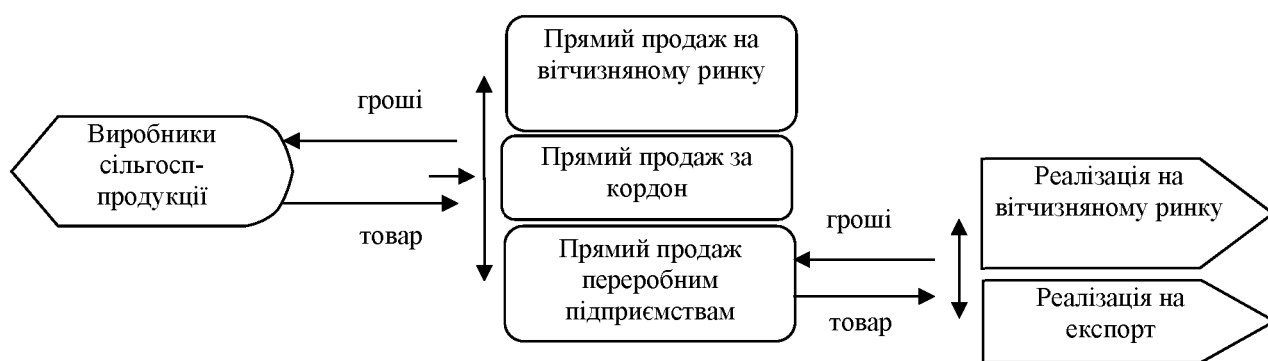 Виробники
сільгосп-
продукції
гроші
товар
Прямий продаж на
вітчизняному ринку
Прямий продаж за
кордон
Прямий продаж
переробним
підприємствам
гроші
товар
Реалізація на
вітчизняному ринку
Реалізація на
експорт